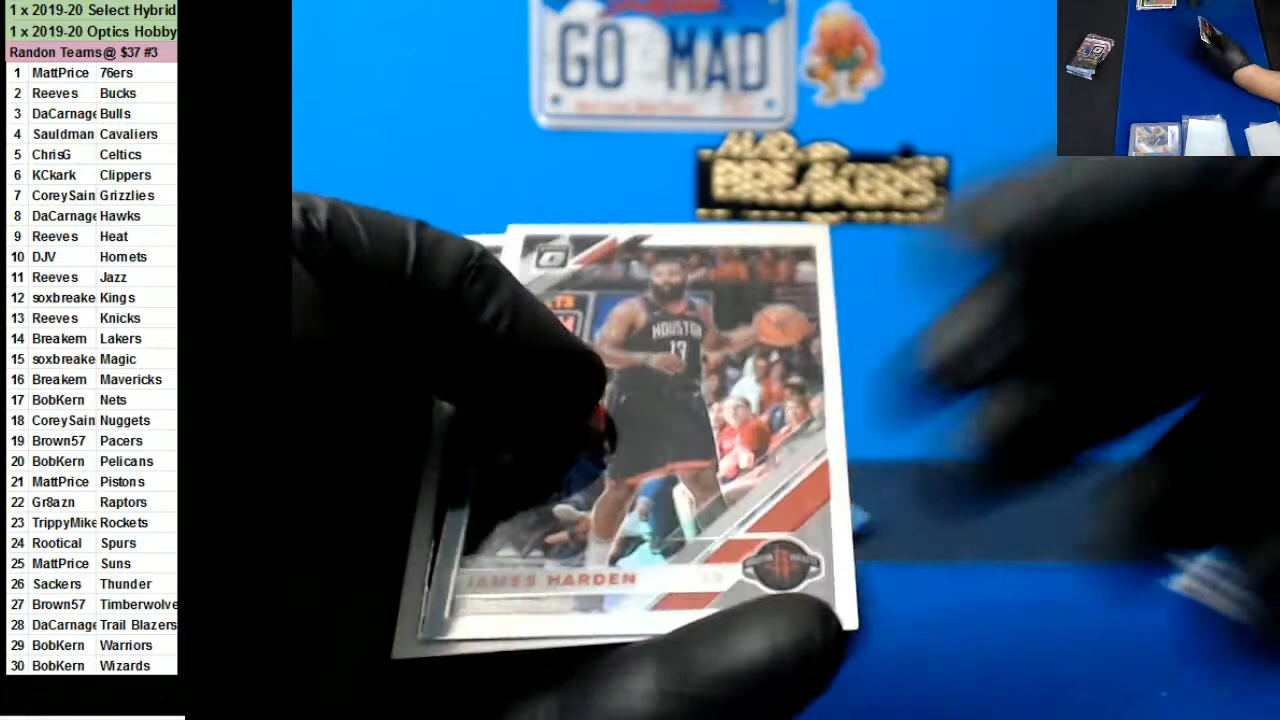 1 x 2019-20 Select Hybrid
1 x 2019-20 Optics Hobby
Randon Teams@ $37 #3
1 MattPrice 76ers
2 Reeves Bucks
3 DaCarnage Bulls
4 Sauldman Cavaliers
5 ChrisG Celtics
6 KCkark Clippers
7 CoreySain Grizzlies
8 DaCarnage Hawks
9 Reeves Heat
10 DJV Hornets
11 Reeves Jazz
12 soxbreake Kings
13 Reeves Knicks
14 Breakem Lakers
15 soxbreake Magic
16 Breakem Mavericks
17 BobKern Nets
18 CoreySain Nuggets
19 Brown57 Pacers
20 BobKern Pelicans
21 MattPrice Pistons
22 Gr8azn Raptors
23 TrippyMike Rockets
24 Rootical Spurs
25 MattPrice Suns
26 Sackers Thunder
27 Brown57 Timberwolve
28 DaCarnage Trail Blazers
29 BobKern Warriors
30 BobKern Wizards
GO MAD
MAD
BREAKERS
HOUSTON
13
JAMES HARDEN